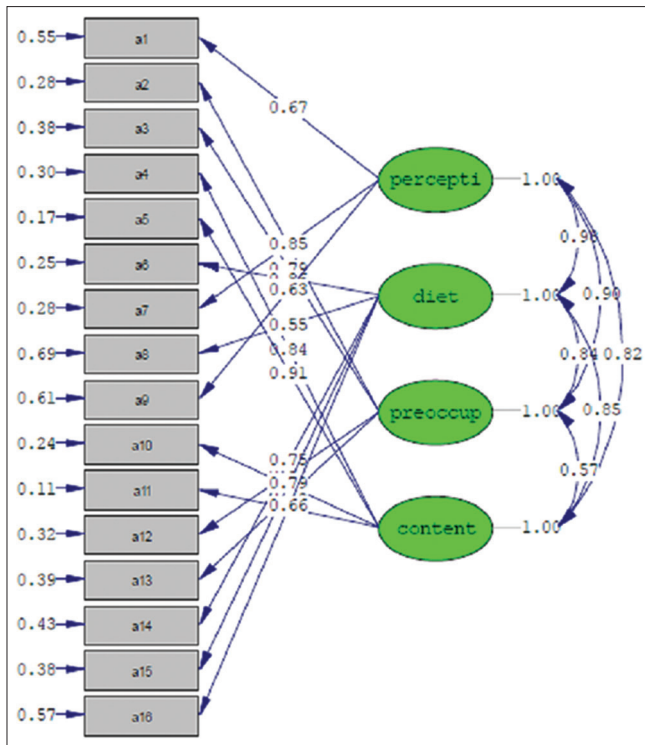 0.55 a1
0.28 a2
0.38 a3
0.30 a4
0.17 a5
0.25 a6
0.28 a7
0.69 a8
0.61 a9
0.24 a10
0.11 a11
0.32 a12
0.39 a13
0.43 a14
0.38 a15
0.57 a16
0.67
0.85
0.63
0.55
0.84
0.91
0.75
0.79
0.66
percepti 1.00
diet 1.00
preoccup 1.00
content 1.00
0.90
0.84
0.82
0.85
0.57